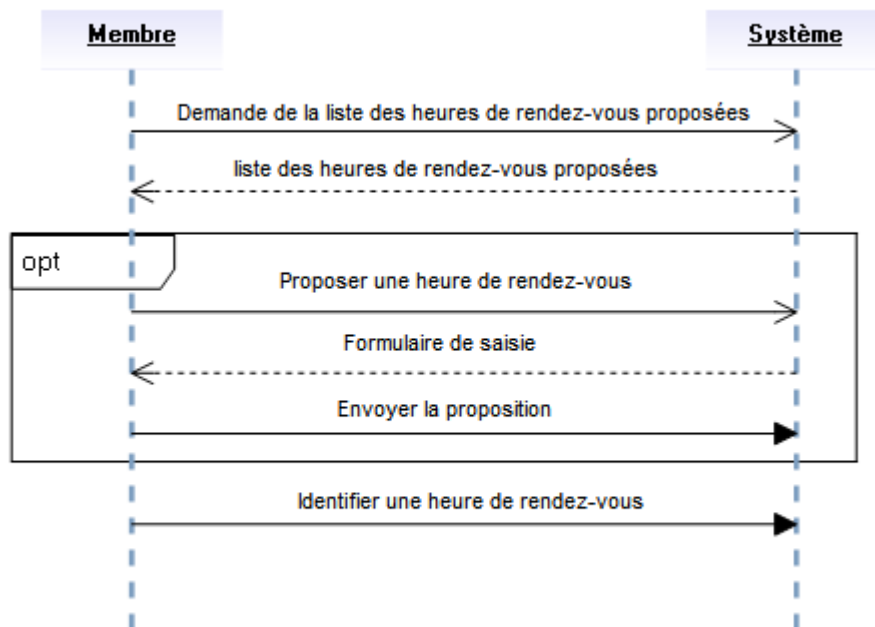 Membre
Système
Demande de la liste des heures de rendez-vous proposées
liste des heures de rendez-vous proposées
opt
Proposer une heure de rendez-vous
Formulaire de saisie
Envoyer la proposition
Identifier une heure de rendez-vous